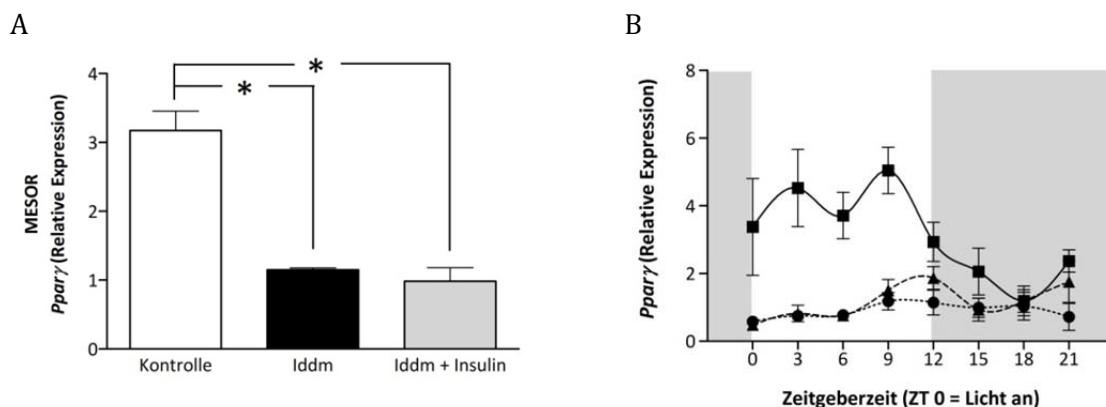 A
B
4
3
2
1
0
MESOR
Pparγ (Relative Expression)
*
*
Kontrolle
Iddm
Iddm + Insulin
8
6
4
2
0
Pparγ (Relative Expression)
0
3
6
9
12
15
18
21
Zeitgeberzeit (ZT 0 = Licht an)